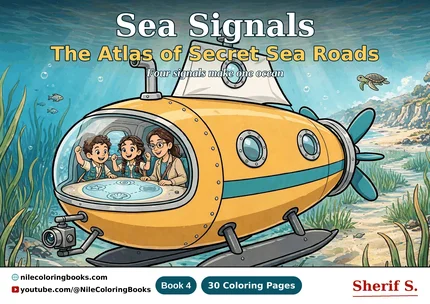 Sea Signals
The Atlas of Secret Sea Roads
Four signals make one ocean
nilecoloringbooks.com
youtube.com/@NileColoringBooks
Book 4
30 Coloring Pages
Sherif S.